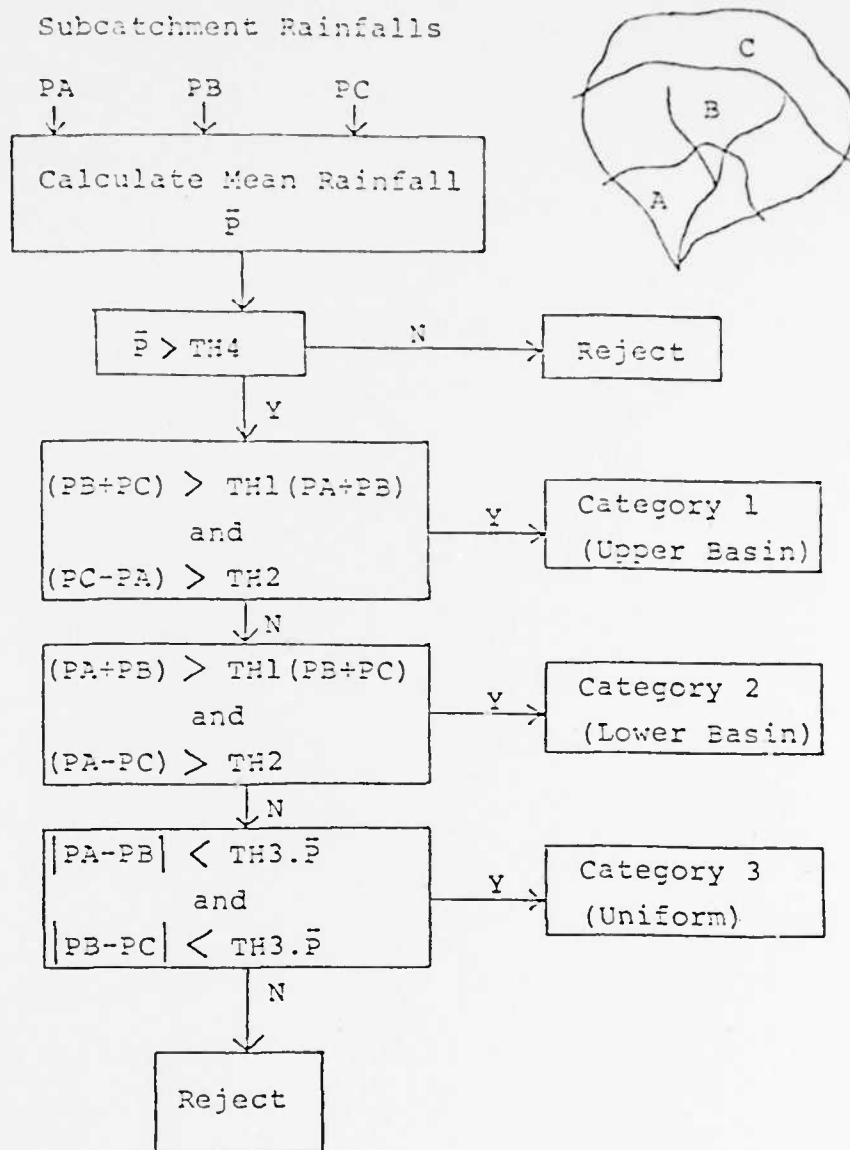 Subcatchment Rainfalls
PA PB PC
C
B
A
Calculate Mean Rainfall
P̄
P̄ > TH4
N
Reject
Y
(PB+PC) > TH1(PA+PB)
and
(PC-PA) > TH2
Y
Category 1
(Upper Basin)
N
(PA+PB) > TH1(PB+PC)
and
(PA-PC) > TH2
Y
Category 2
(Lower Basin)
N
|PA-PB| < TH3.P̄
and
|PB-PC| < TH3.P̄
Y
Category 3
(Uniform)
N
Reject